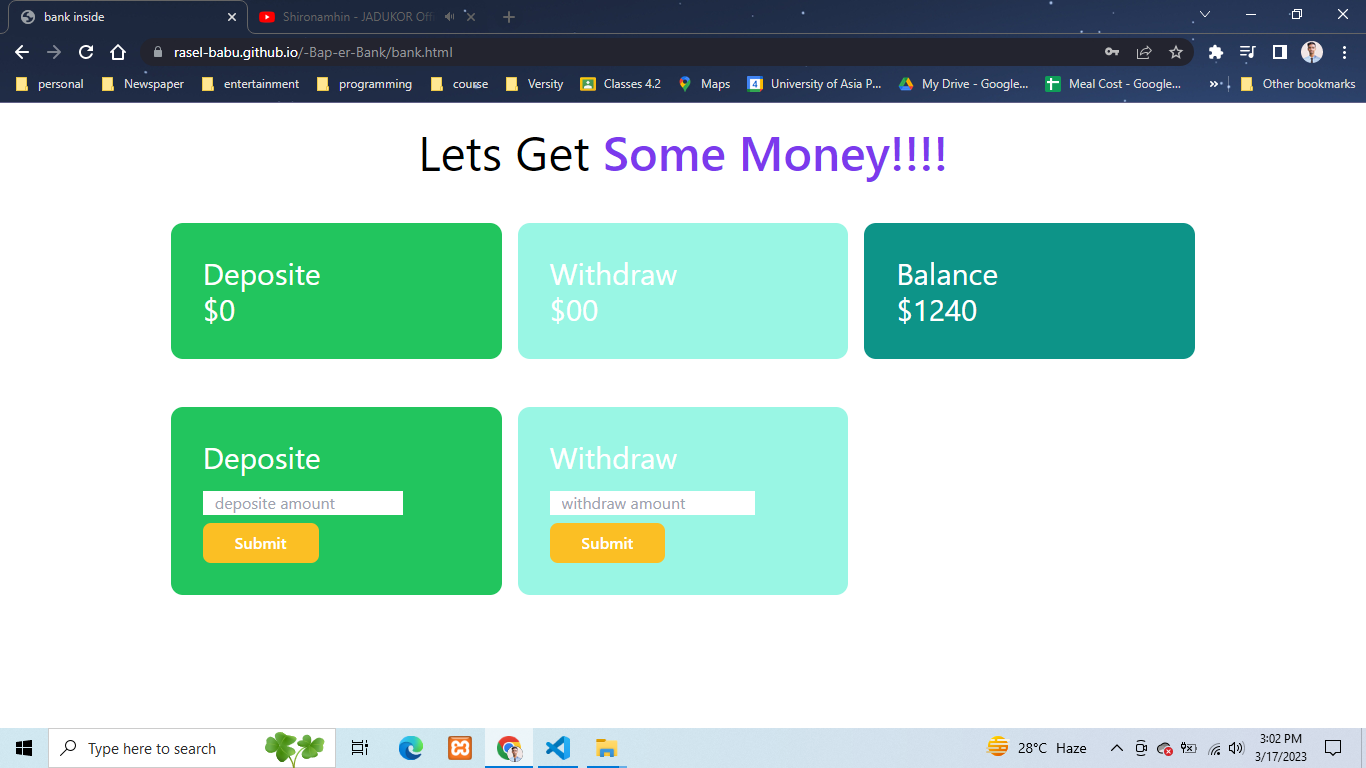 bank inside
Shironamhin - JADUKOR Off
rasel-babu.github.io/-Bap-er-Bank/bank.html
personal
Newspaper
entertainment
programming
couse
Versity
Classes 4.2
Maps
4
University of Asia P...
My Drive - Google...
Meal Cost - Google...
»
Other bookmarks
Lets Get Some Money!!!!
Deposite
$0
Withdraw
$00
Balance
$1240
Deposite
deposite amount
Submit
Withdraw
withdraw amount
Submit
Type here to search
28°C Haze
3:02 PM
3/17/2023